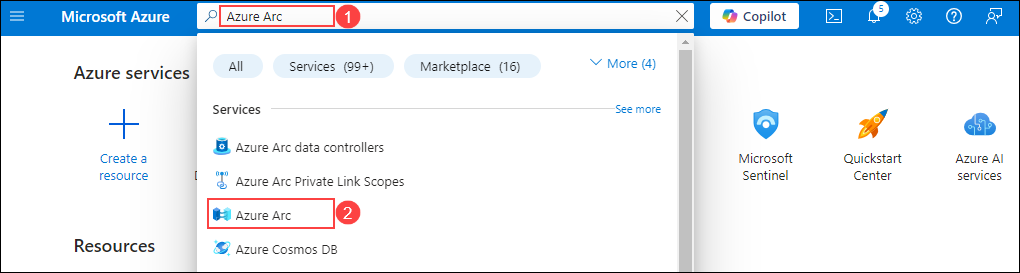 Microsoft Azure
Azure Arc
1
Copilot
5
Azure services
All
Services (99+)
Marketplace (16)
More (4)
Services
See more
Create a
resource
Azure Arc data controllers
Azure Arc Private Link Scopes
Azure Arc
2
Azure Cosmos DB
Microsoft
Sentinel
Quickstart
Center
Azure AI
services
Resources